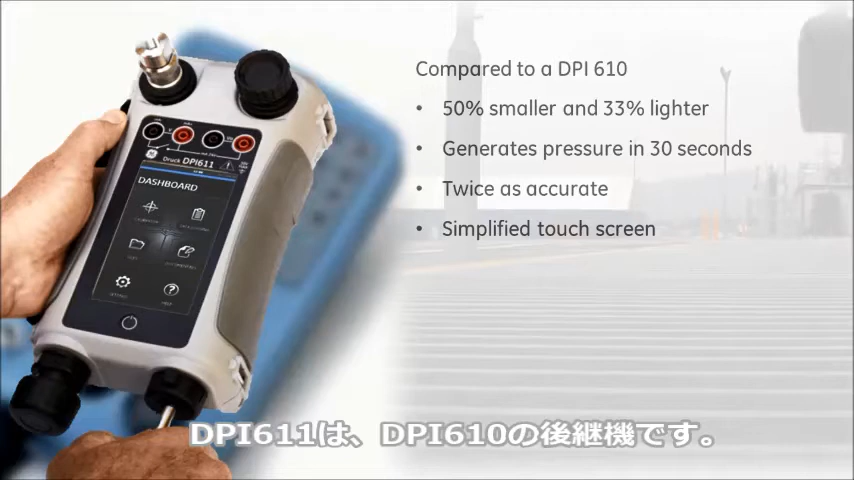 Compared to a DPI 610
• 50% smaller and 33% lighter
• Generates pressure in 30 seconds
• Twice as accurate
• Simplified touch screen
Druck DPI611
DASHBOARD
DPI611は、DPI610の後継機です。